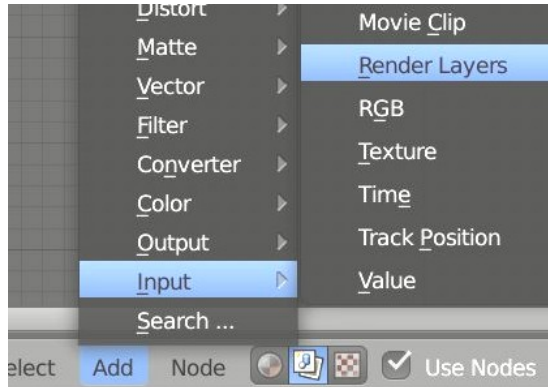 Distort
Matte
Vector
Filter
Converter
Color
Output
Input
Search ...
Movie Clip
Render Layers
RGB
Texture
Time
Track Position
Value
elect Add Node Use Nodes